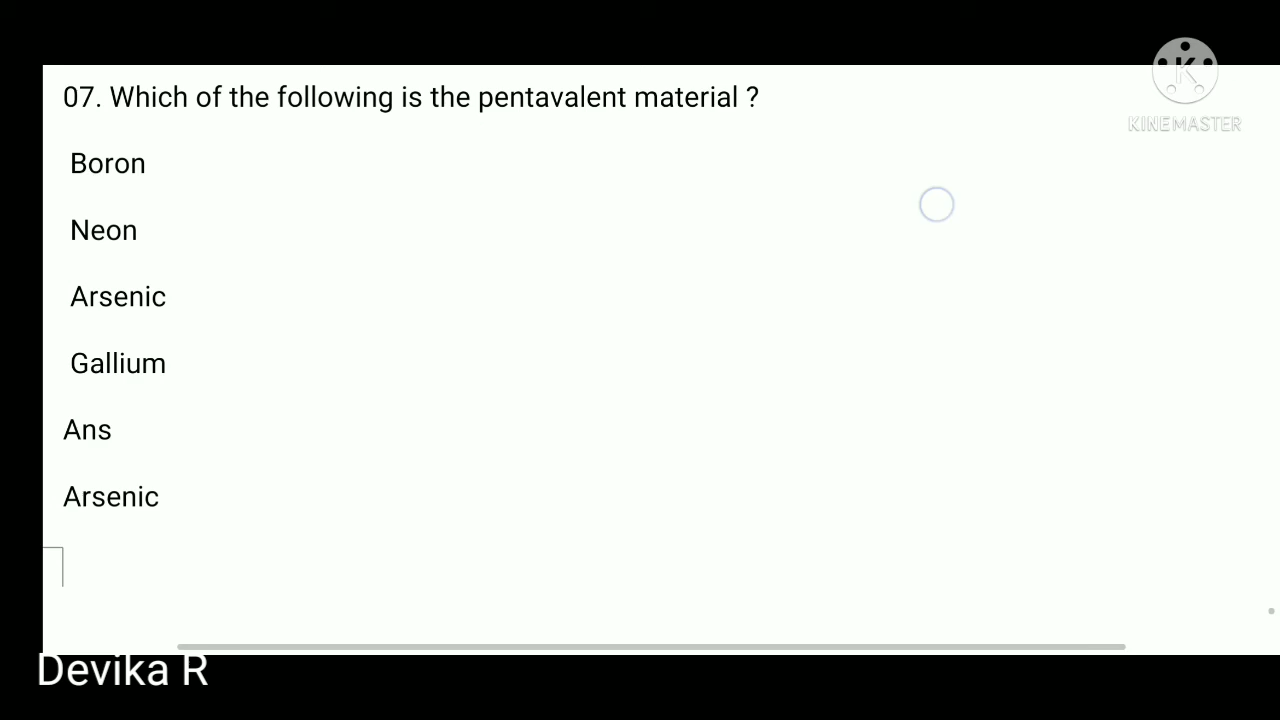 07. Which of the following is the pentavalent material ?
K
KINEMASTER
Boron
Neon
Arsenic
Gallium
Ans
Arsenic
Devika R